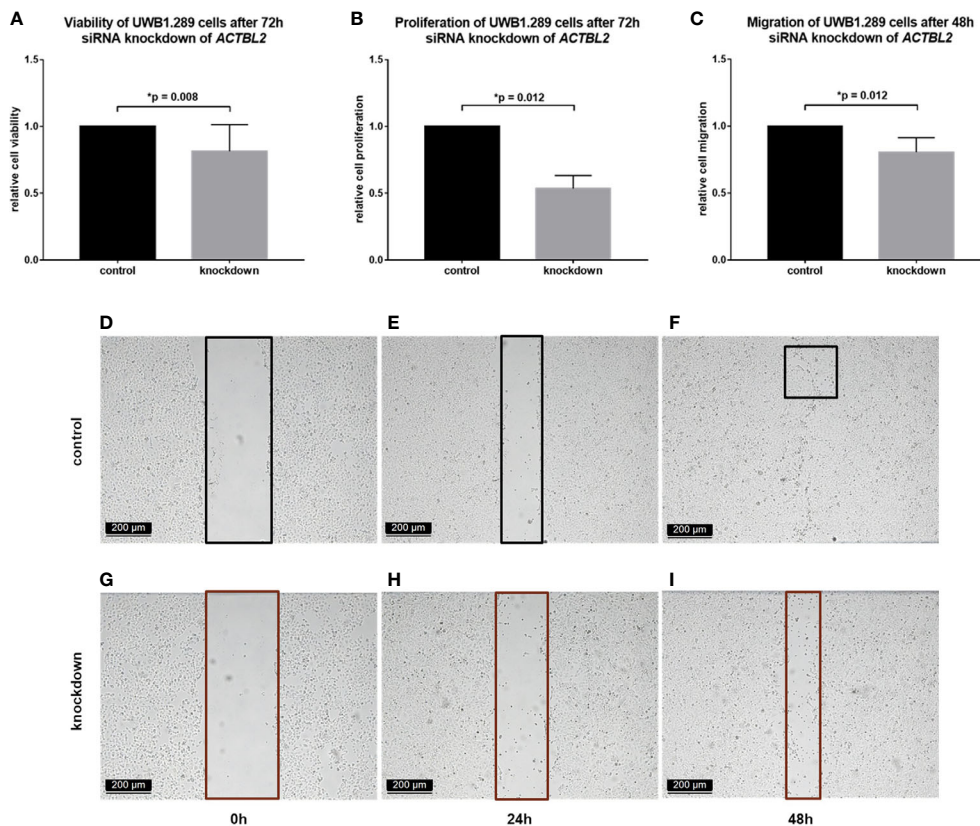 A
Viability of UWB1.289 cells after 72h
siRNA knockdown of ACTBL2
1.5
1.0
0.5
0.0
relative cell viability
*p = 0.008
control
knockdown
B
Proliferation of UWB1.289 cells after 72h
siRNA knockdown of ACTBL2
1.5
1.0
0.5
0.0
relative cell proliferation
*p = 0.012
control
knockdown
C
Migration of UWB1.289 cells after 48h
siRNA knockdown of ACTBL2
1.5
1.0
0.5
0.0
relative cell migration
*p = 0.012
control
knockdown
D
E
F
control
200 µm
200 µm
200 µm
G
H
I
knockdown
200 µm
200 µm
200 µm
0h
24h
48h